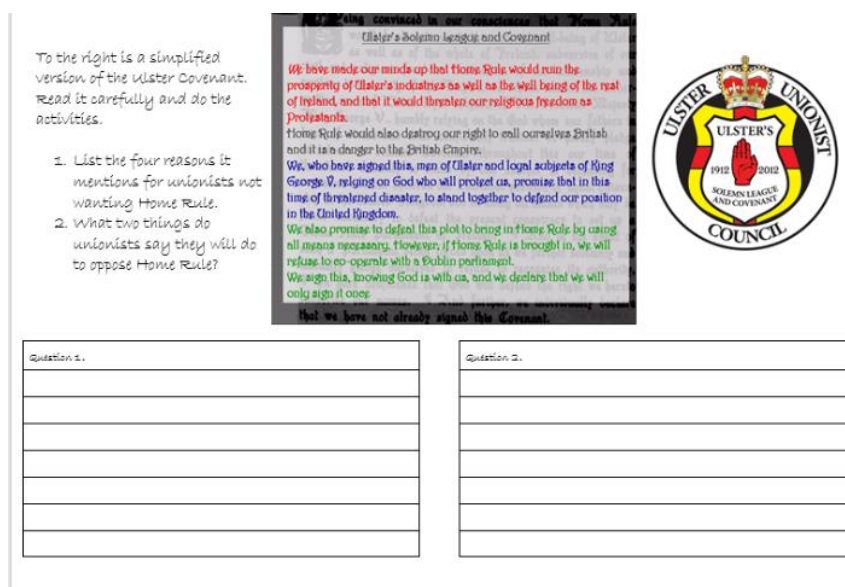 To the right is a simplified
version of the Ulster Covenant.
Read it carefully and do the
activities.
1. List the four reasons it
mentions for unionists not
wanting Home Rule.
2. What two things do
unionists say they will do
to oppose Home Rule?
being convinced in our consciences that Home Rule
Ulster's Solemn League and Covenant
We have made our minds up that Home Rule would ruin the
prosperity of Ulster's industries as well as the well being of the rest
of Ireland, and that it would threaten our religious freedom as
Protestants.
Home Rule would also destroy our right to call ourselves British
and it is a danger to the British Empire.
We, who have signed this, men of Ulster and loyal subjects of King
George V, relying on God who will protect us, promise that in this
time of threatened disaster, to stand together to defend our position
in the United Kingdom.
We also promise to defeat this plot to bring in Home Rule by using
all means necessary. However, if Home Rule is brought in, we will
refuse to co-operate with a Dublin parliament.
We sign this, knowing God is with us, and we declare that we will
only sign it once
that we have not already signed this Covenant.
ULSTER UNIONIST
COUNCIL
ULSTER'S
1912 2012
SOLEMN LEAGUE
AND COVENANT
Question 1.
Question 2.